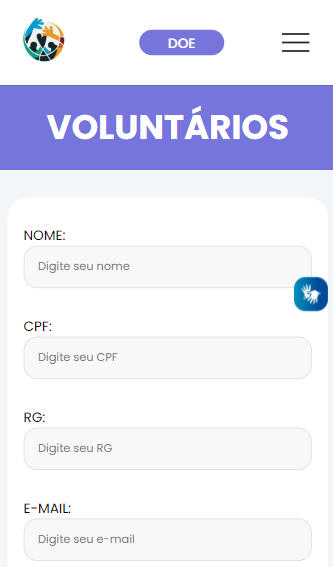 DOE
VOLUNTÁRIOS
NOME:
Digite seu nome
CPF:
Digite seu CPF
RG:
Digite seu RG
E-MAIL:
Digite seu e-mail